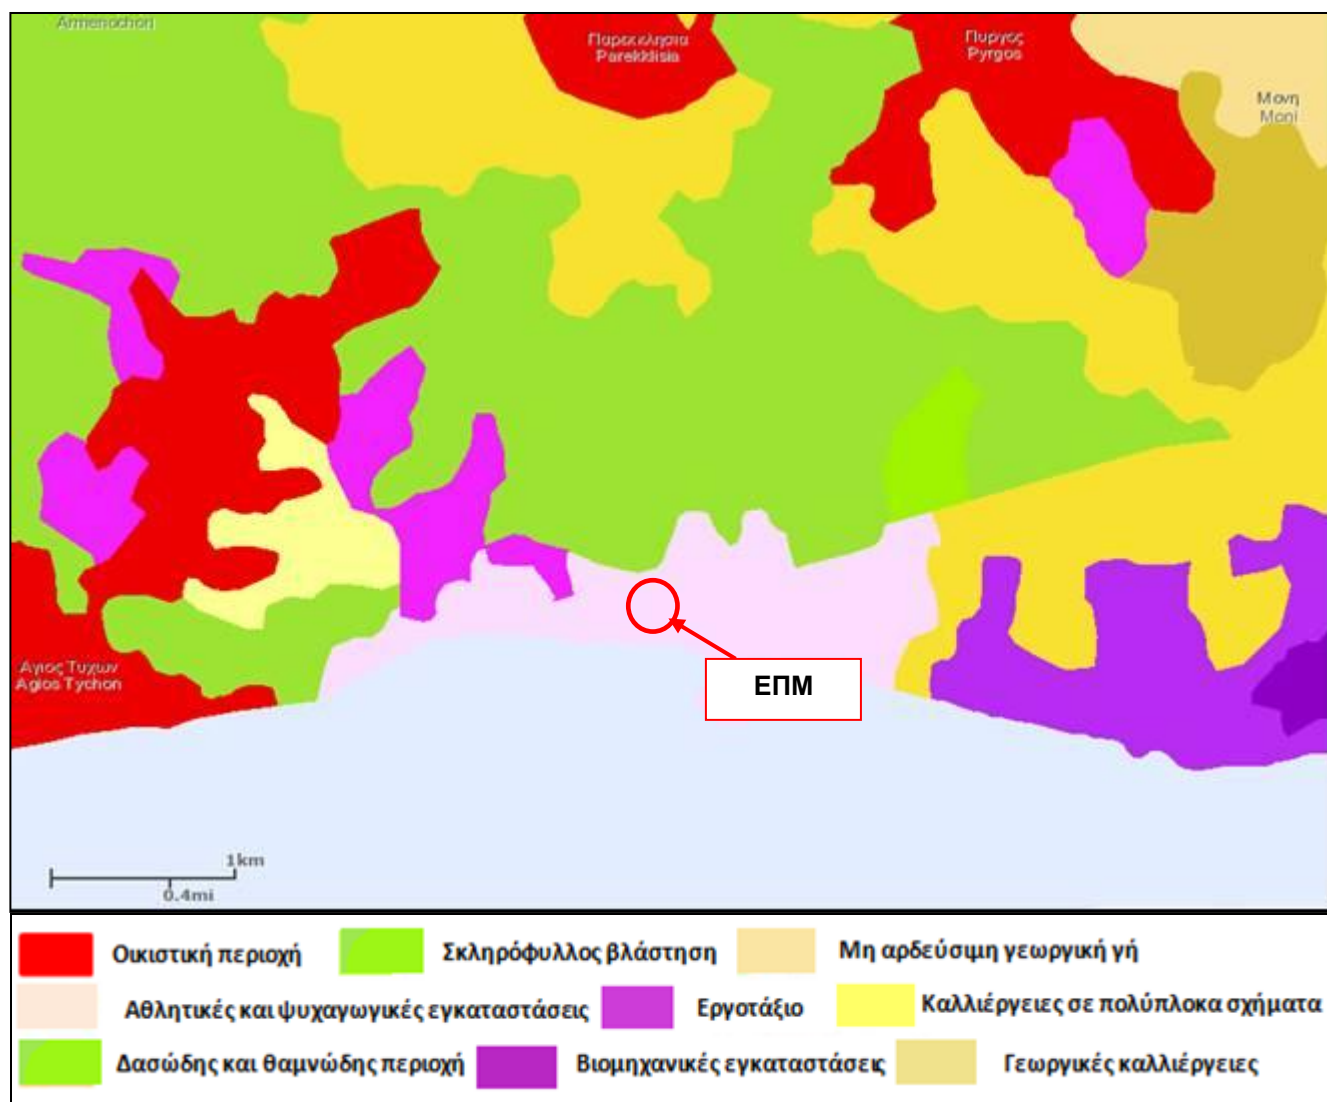 Armenochori
Παρεκκλησια
Parekklisia
Πυργος
Pyrgos
Μονη
Moni
Αγιος Τυχων
Agios Tychon
ΕΠΜ
1km
0.4mi
Οικιστική περιοχή
Σκληρόφυλλος βλάστηση
Μη αρδεύσιμη γεωργική γή
Αθλητικές και ψυχαγωγικές εγκαταστάσεις
Εργοτάξιο
Καλλιέργειες σε πολύπλοκα σχήματα
Δασώδης και θαμνώδης περιοχή
Βιομηχανικές εγκαταστάσεις
Γεωργικές καλλιέργειες